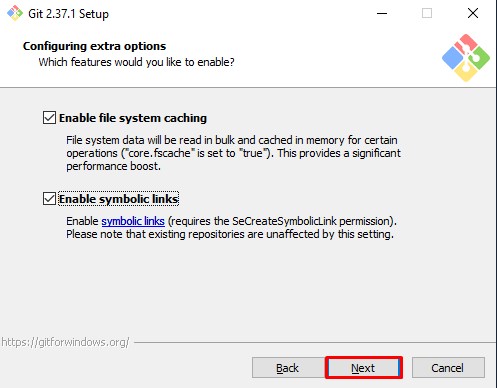 Git 2.37.1 Setup
Configuring extra options
Which features would you like to enable?
Enable file system caching
File system data will be read in bulk and cached in memory for certain
operations ("core.fscache" is set to "true"). This provides a significant
performance boost.
Enable symbolic links
Enable symbolic links (requires the SeCreateSymbolicLink permission).
Please note that existing repositories are unaffected by this setting.
https://gitforwindows.org/
Back Next Cancel